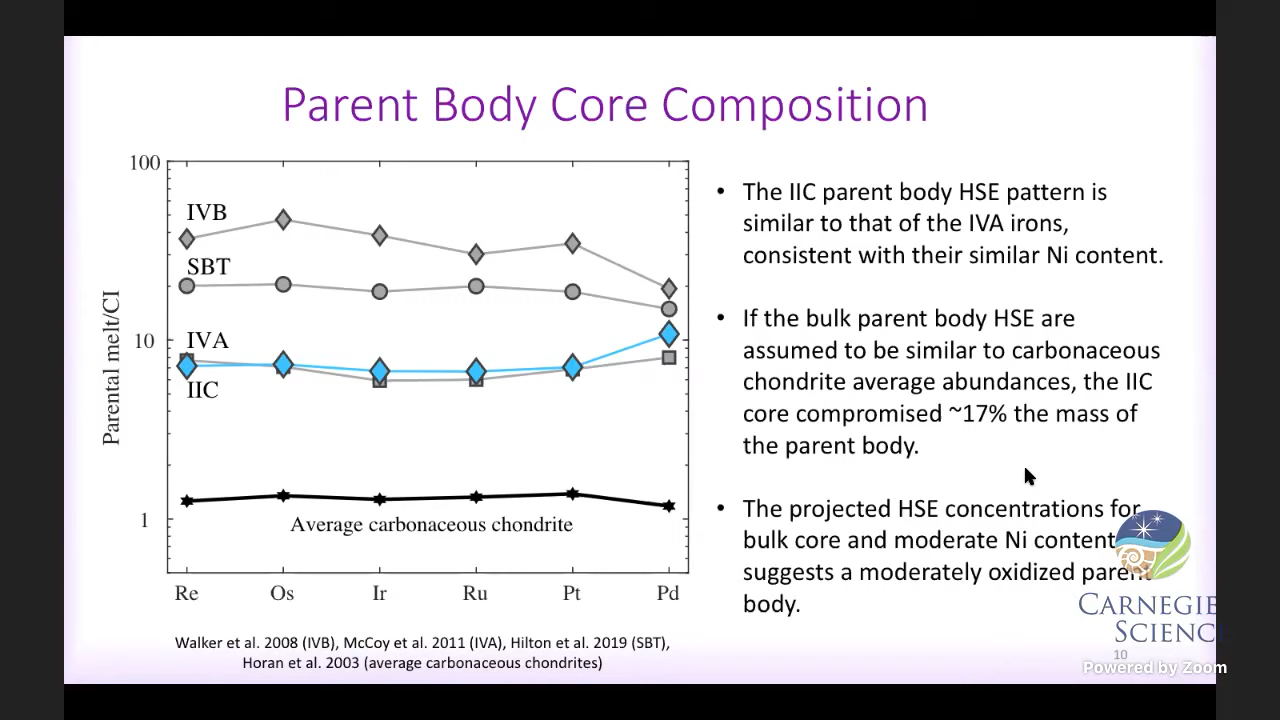 Parent Body Core Composition
100
IVB
SBT
10
IVA
IIC
1
Average carbonaceous chondrite
Parental melt/CI
Re Os Ir Ru Pt Pd
Walker et al. 2008 (IVB), McCoy et al. 2011 (IVA), Hilton et al. 2019 (SBT),
Horan et al. 2003 (average carbonaceous chondrites)
• The IIC parent body HSE pattern is
similar to that of the IVA irons,
consistent with their similar Ni content.
• If the bulk parent body HSE are
assumed to be similar to carbonaceous
chondrite average abundances, the IIC
core compromised ~17% the mass of
the parent body.
• The projected HSE concentrations for
bulk core and moderate Ni content
suggests a moderately oxidized parent
body.
CARNEGIE
SCIENC
10
Powered by Zoom